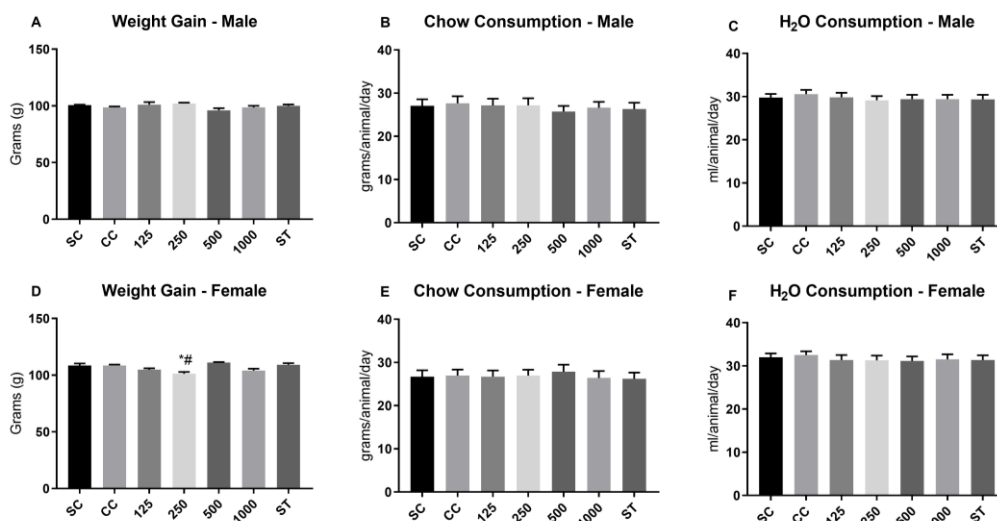 A Weight Gain - Male
150
100
50
0
Grams (g)
SC CC 125 250 500 1000 ST
B Chow Consumption - Male
40
30
20
10
0
grams/animal/day
SC CC 125 250 500 1000 ST
C H₂O Consumption - Male
40
30
20
10
0
ml/animal/day
SC CC 125 250 500 1000 ST
D Weight Gain - Female
150
100
50
0
Grams (g)
*#
SC CC 125 250 500 1000 ST
E Chow Consumption - Female
40
30
20
10
0
grams/animal/day
SC CC 125 250 500 1000 ST
F H₂O Consumption - Female
40
30
20
10
0
ml/animal/day
SC CC 125 250 ST